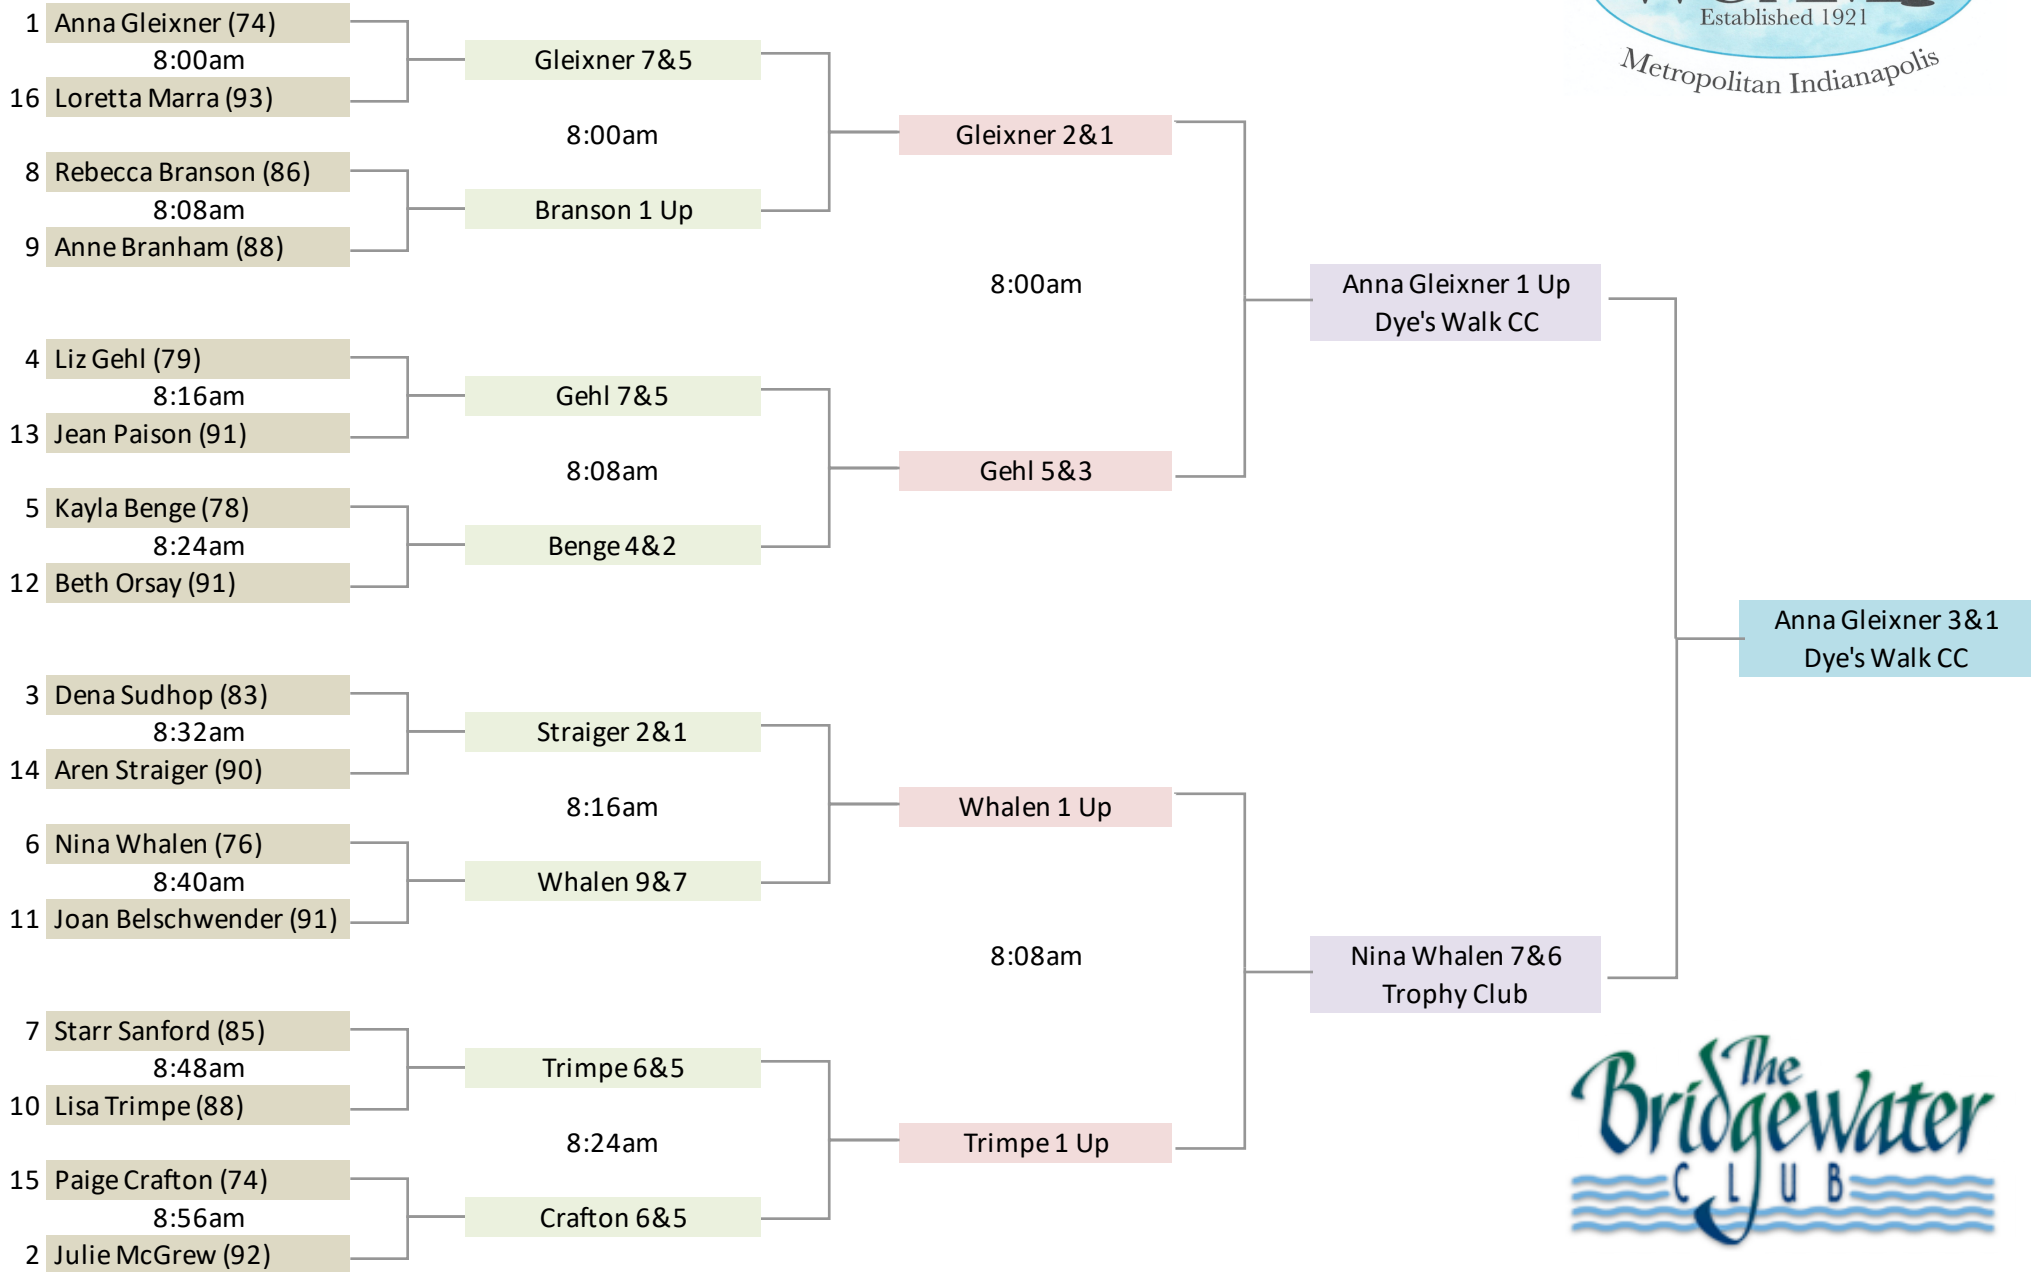 1 Anna Gleixner (74)
8:00am
16 Loretta Marra (93)
8 Rebecca Branson (86)
8:08am
9 Anne Branham (88)
4 Liz Gehl (79)
8:16am
13 Jean Paison (91)
5 Kayla Benge (78)
8:24am
12 Beth Orsay (91)
3 Dena Sudhop (83)
8:32am
14 Aren Straiger (90)
6 Nina Whalen (76)
8:40am
11 Joan Belschwender (91)
7 Starr Sanford (85)
8:48am
10 Lisa Trimpe (88)
15 Paige Crafton (74)
8:56am
2 Julie McGrew (92)
Gleixner 7&5
8:00am
Branson 1 Up
Gehl 7&5
8:08am
Benge 4&2
Straiger 2&1
8:16am
Whalen 9&7
Trimpe 6&5
8:24am
Crafton 6&5
Gleixner 2&1
8:00am
Gehl 5&3
Whalen 1 Up
8:08am
Trimpe 1 Up
Anna Gleixner 1 Up
Dye's Walk CC
Nina Whalen 7&6
Trophy Club
Anna Gleixner 3&1
Dye's Walk CC
Established 1921
Metropolitan Indianapolis
The
Bridgewater
CLUB